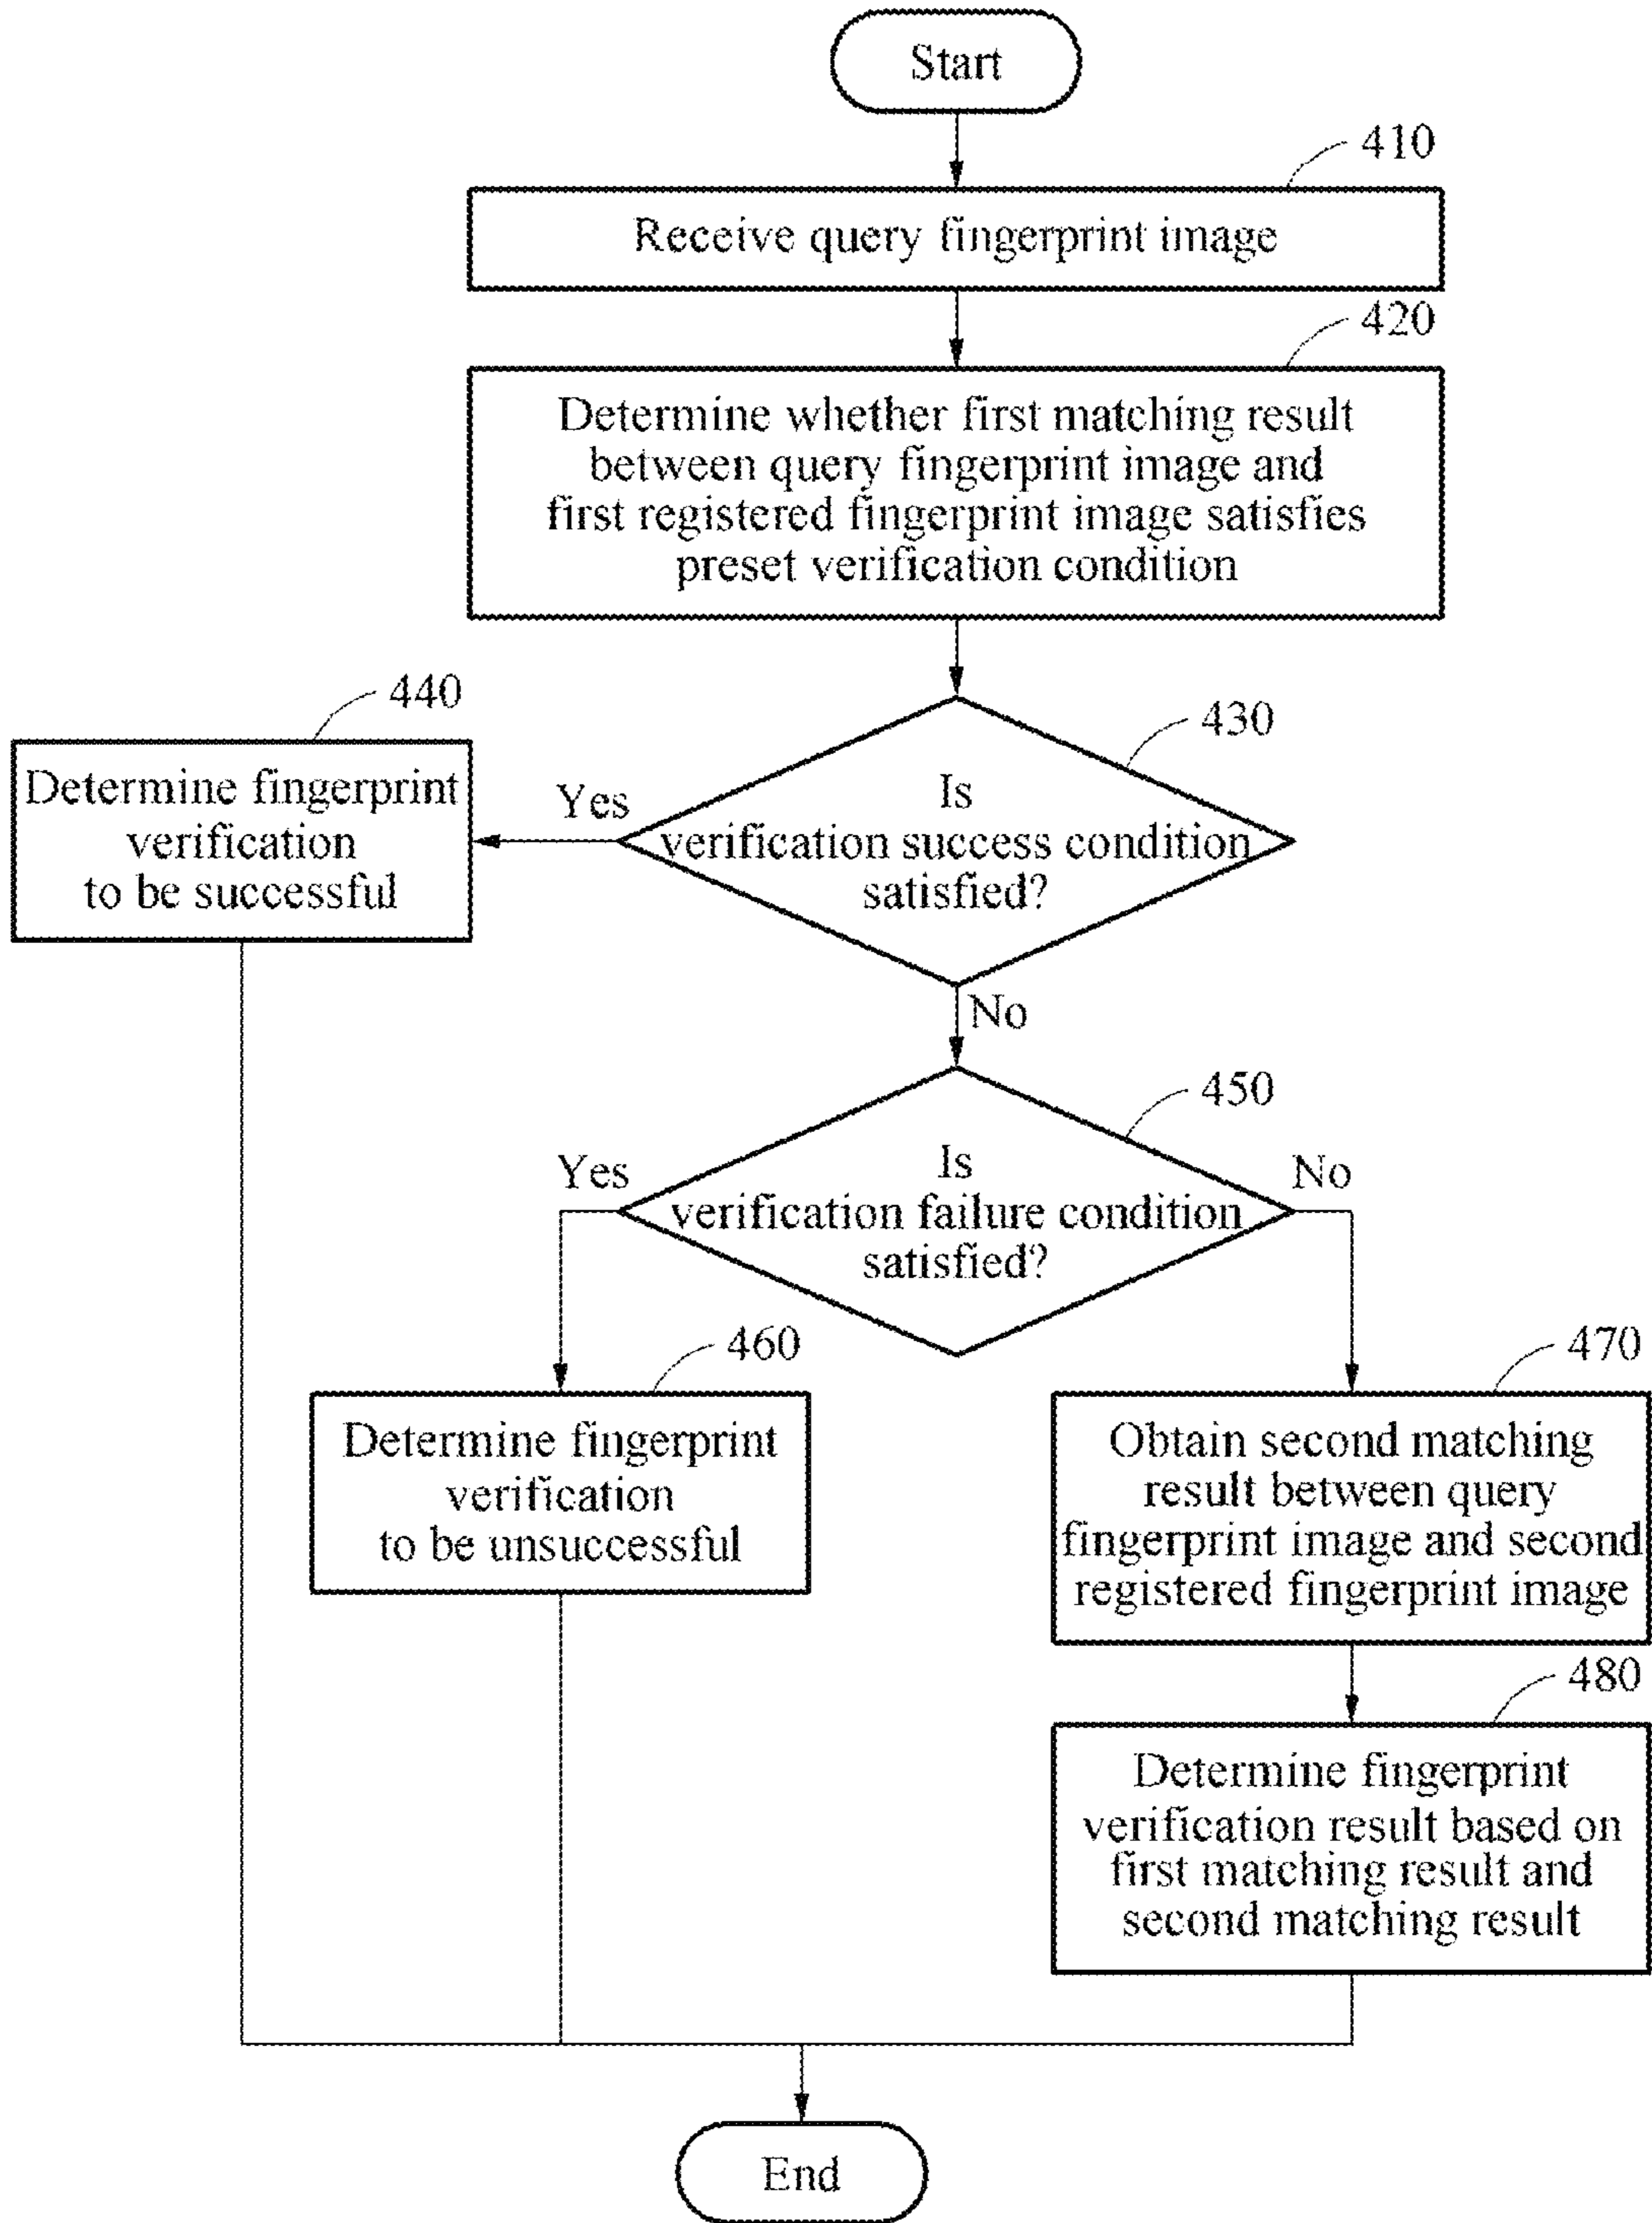 Start
410
Receive query fingerprint image
420
Determine whether first matching result
between query fingerprint image and
first registered fingerprint image satisfies
preset verification condition
430
Is
verification success condition
satisfied?
Yes
440
Determine fingerprint
verification
to be successful
No
450
Is
verification failure condition
satisfied?
Yes
No
460
Determine fingerprint
verification
to be unsuccessful
470
Obtain second matching
result between query
fingerprint image and second
registered fingerprint image
480
Determine fingerprint
verification result based on
first matching result and
second matching result
End